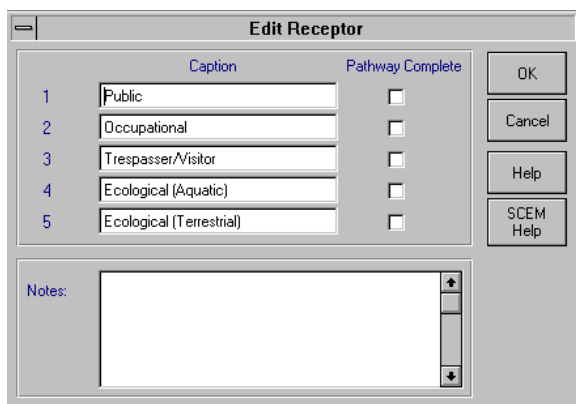 Edit Receptor
Caption Pathway Complete
1 Public
2 Occupational
3 Trespasser/Visitor
4 Ecological (Aquatic)
5 Ecological (Terrestrial)
OK
Cancel
Help
SCEM
Help
Notes: